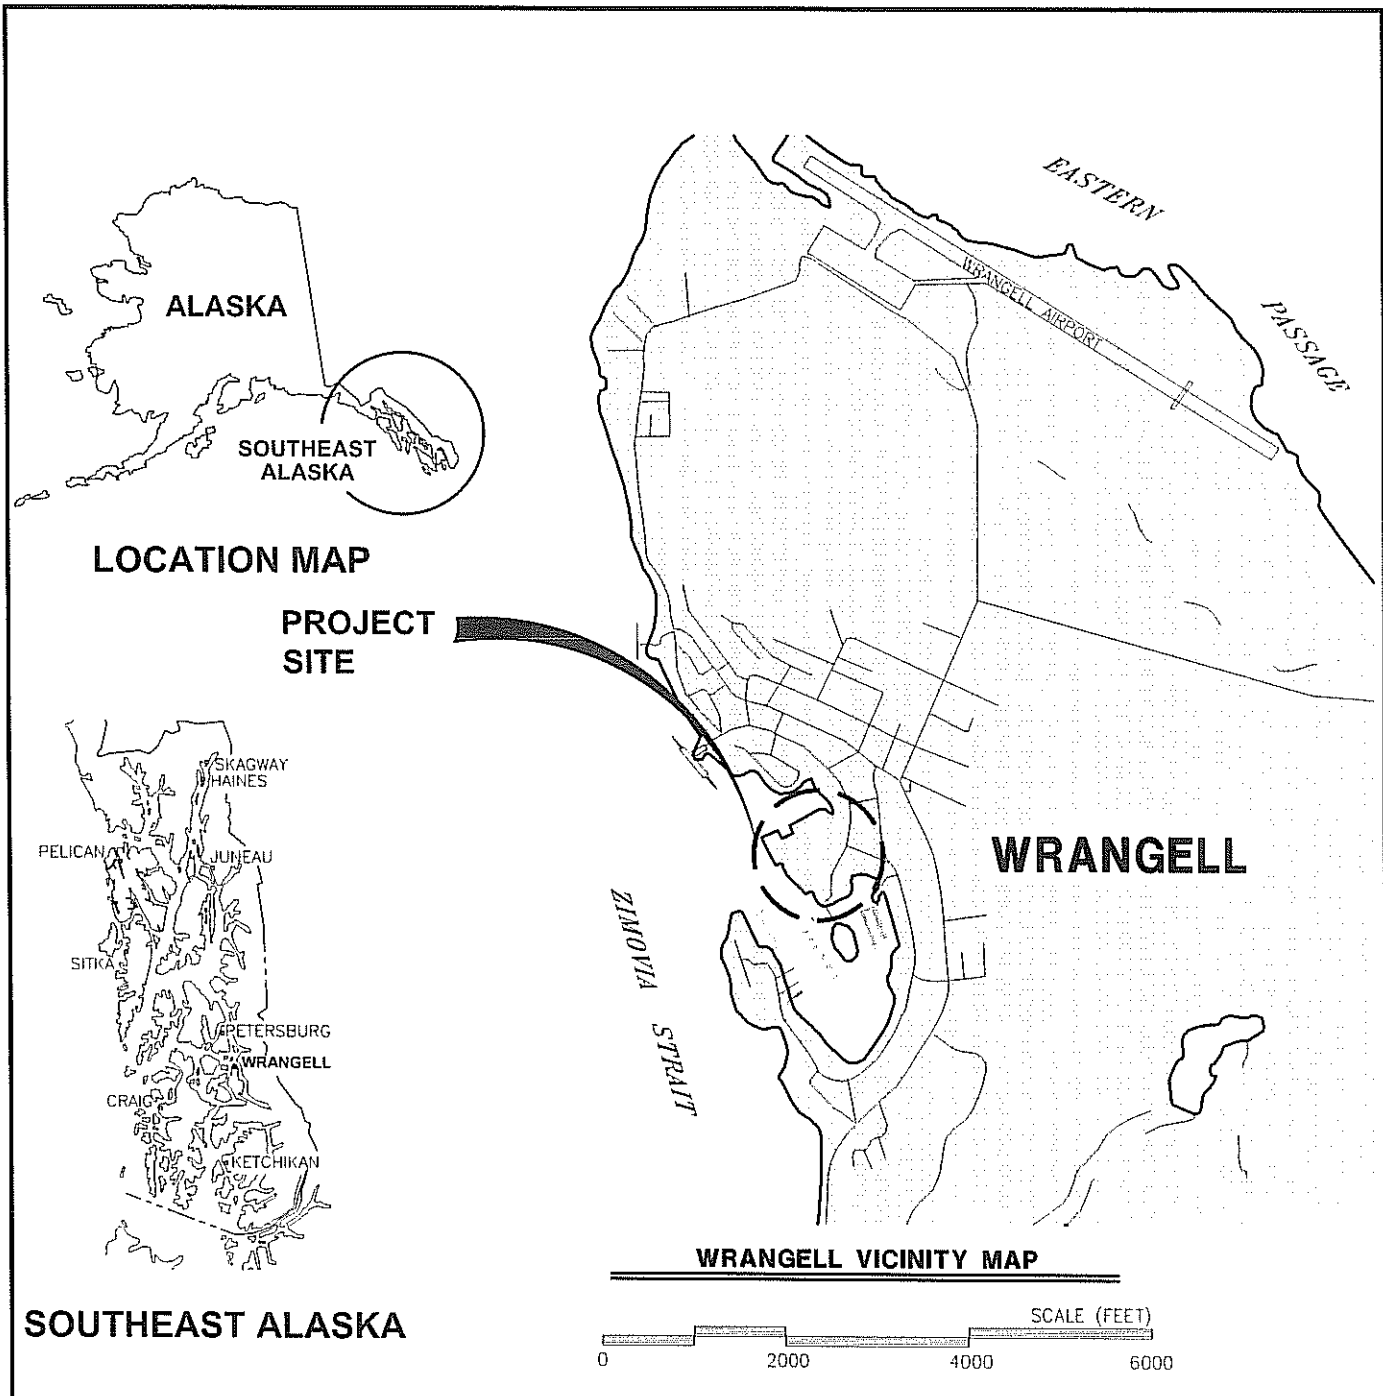 ALASKA
SOUTHEAST
ALASKA
LOCATION MAP
PROJECT
SITE
SKAGWAY
HAINES
PELICAN
JUNEAU
SITKA
PETERSBURG
WRANGELL
CRAIG
KETCHIKAN
SOUTHEAST ALASKA
EASTERN
PASSAGE
WRANGELL AIRPORT
WRANGELL
ZIMOVIA STRAIT
WRANGELL VICINITY MAP
SCALE (FEET)
0 2000 4000 6000